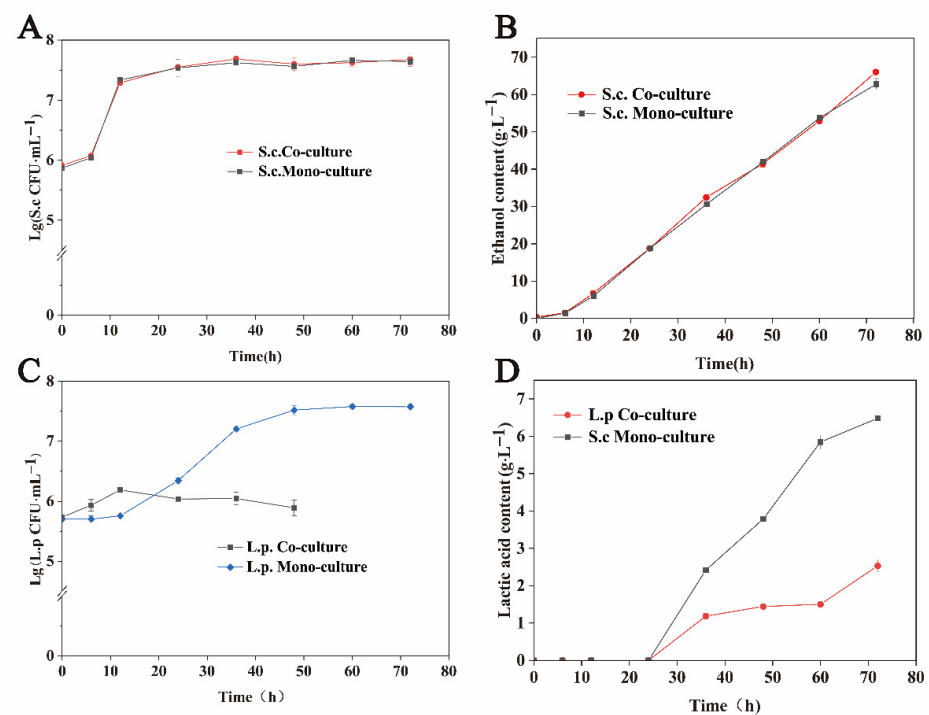 A
Lg(S.c CFU·mL−1)
8
7
6
5
0
S.c.Co-culture
S.c.Mono-culture
0 10 20 30 40 50 60 70 80
Time(h)
B
Ethanol content(g·L−1)
70
60
50
40
30
20
10
0
S.c. Co-culture
S.c. Mono-culture
0 10 20 30 40 50 60 70 80
Time(h)
C
Lg(L.p CFU·mL−1)
8
7
6
5
0
L.p. Co-culture
L.p. Mono-culture
0 10 20 30 40 50 60 70 80
Time（h）
D
Lactic acid content(g·L−1)
7
6
5
4
3
2
1
0
L.p Co-culture
S.c Mono-culture
0 10 20 30 40 50 60 70 80
Time（h）